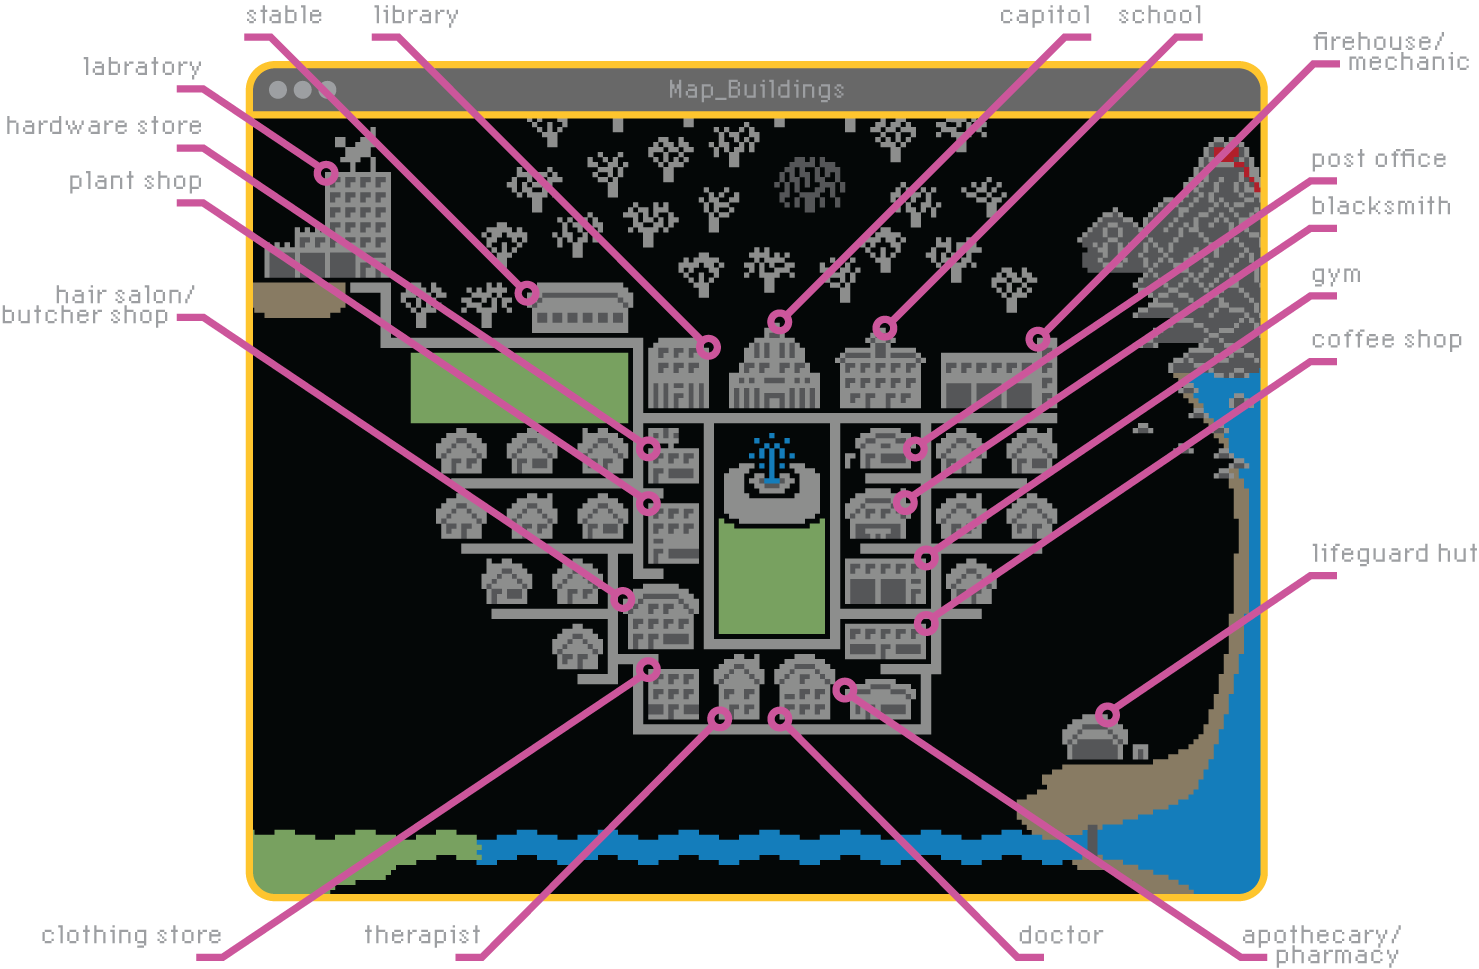 stable
library
capitol
school
firehouse/
mechanic
labratory
Map_Buildings
hardware store
post office
plant shop
blacksmith
gym
hair salon/
butcher shop
coffee shop
lifeguard hut
clothing store
therapist
doctor
apothecary/
pharmacy